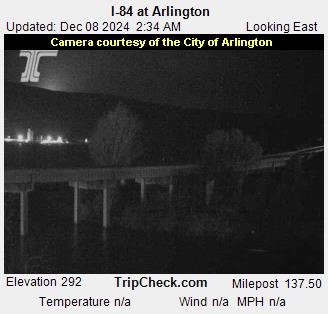 I-84 at Arlington
Updated: Dec 08 2024 2:34 AM Looking East
Camera courtesy of the City of Arlington
Elevation 292 TripCheck.com Milepost 137.50
Temperature n/a Wind n/a MPH n/a